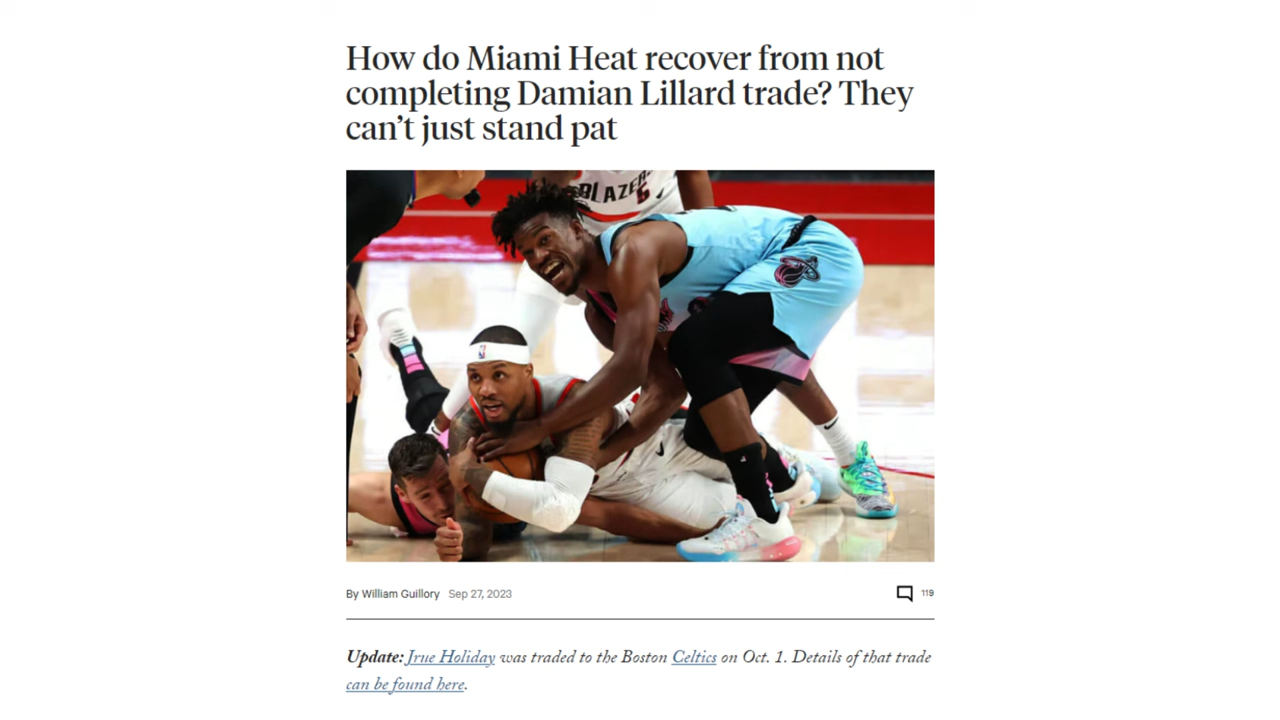 How do Miami Heat recover from not
completing Damian Lillard trade? They
can’t just stand pat
BLAZERS
6
By William Guillory Sep 27, 2023
119
Update: Jrue Holiday was traded to the Boston Celtics on Oct. 1. Details of that trade
can be found here.